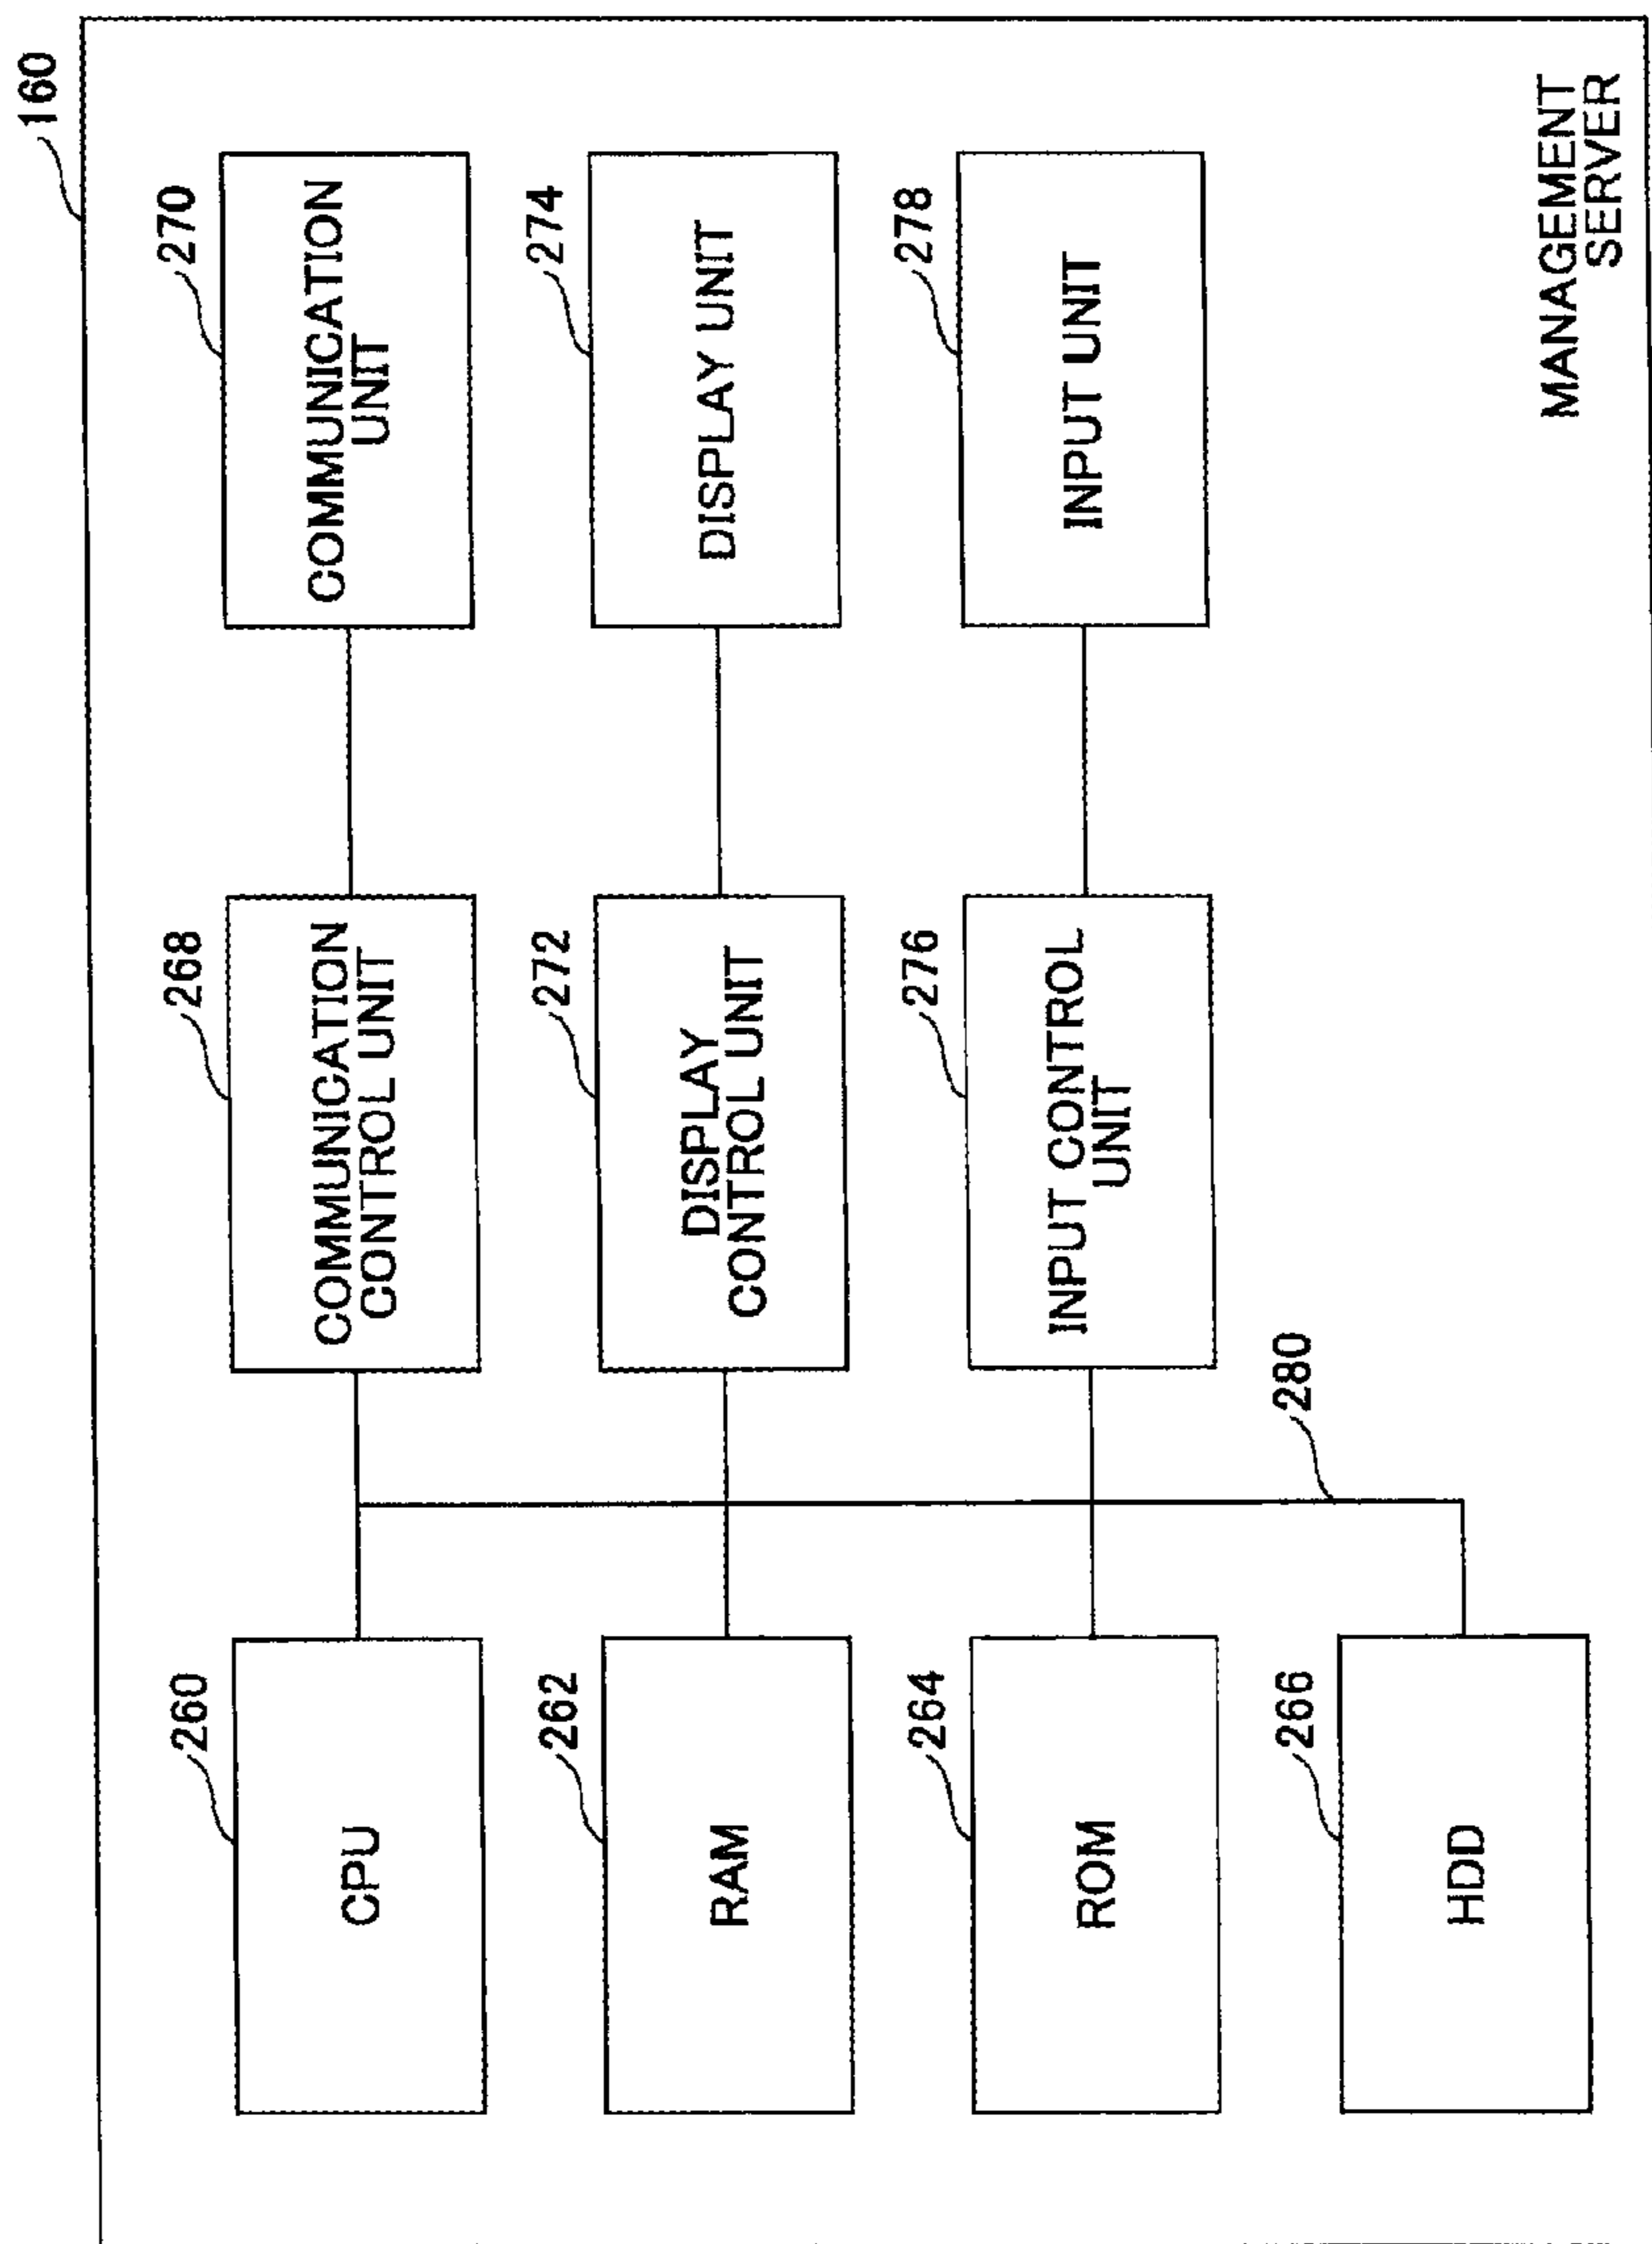 160
260
CPU
268
COMMUNICATION
CONTROL UNIT
270
COMMUNICATION
UNIT
262
RAM
272
DISPLAY
CONTROL UNIT
274
DISPLAY UNIT
264
ROM
276
INPUT CONTROL
UNIT
278
INPUT UNIT
266
HDD
280
MANAGEMENT
SERVER